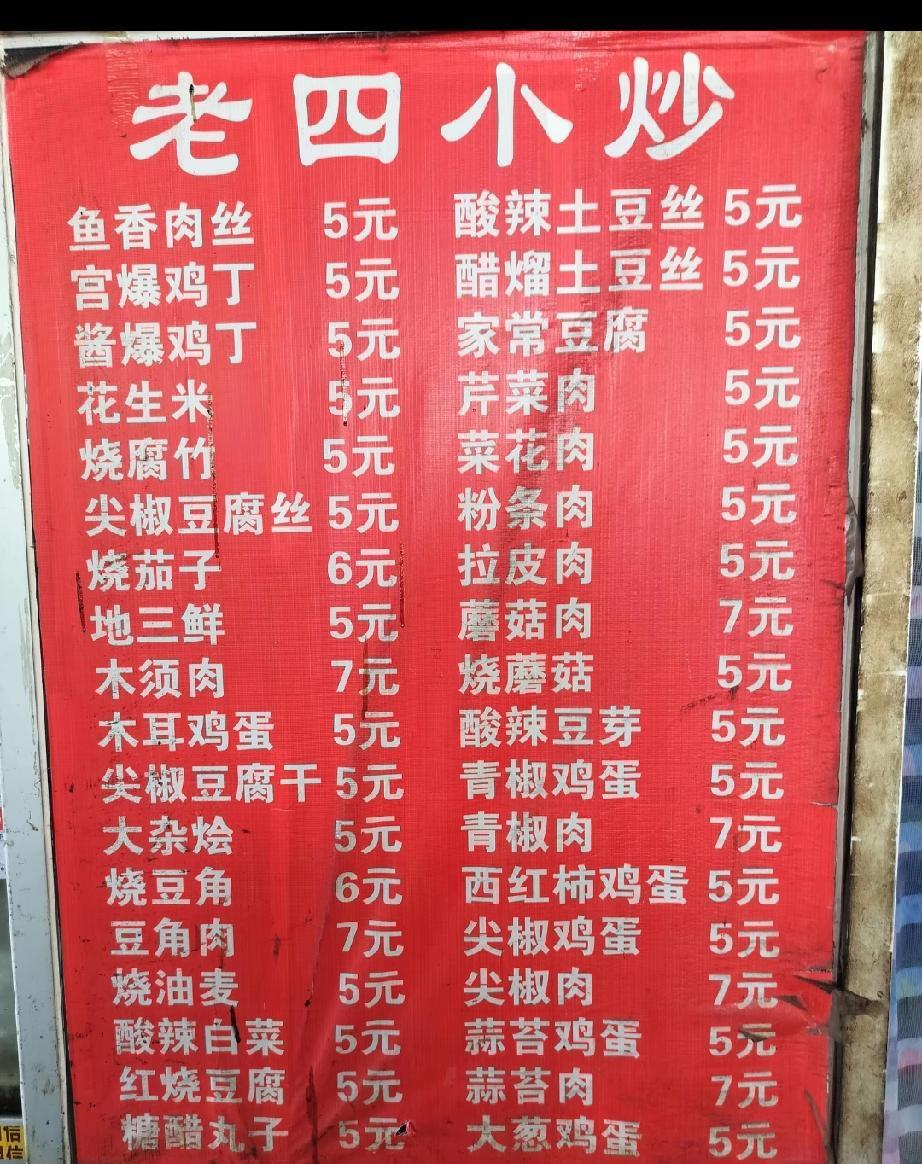 老四小炒
鱼香肉丝 5元 酸辣土豆丝 5元
宫爆鸡丁 5元 醋熘土豆丝 5元
酱爆鸡丁 5元 家常豆腐 5元
花生米 5元 芹菜肉 5元
烧腐竹 5元 菜花肉 5元
尖椒豆腐丝 5元 粉条肉 5元
烧茄子 6元 拉皮肉 5元
地三鲜 5元 蘑菇肉 7元
木须肉 7元 烧蘑菇 5元
木耳鸡蛋 5元 酸辣豆芽 5元
尖椒豆腐干 5元 青椒鸡蛋 5元
大杂烩 5元 青椒肉 7元
烧豆角 6元 西红柿鸡蛋 5元
豆角肉 7元 尖椒鸡蛋 5元
烧油麦 5元 尖椒肉 7元
酸辣白菜 5元 蒜苔鸡蛋 5元
红烧豆腐 5元 蒜苔肉 7元
糖醋丸子 5元 大葱鸡蛋 5元